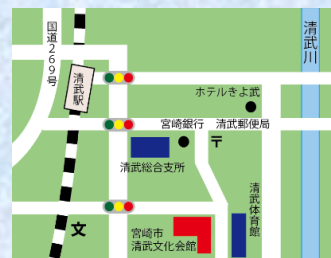 国道269号
清武駅
清武川
ホテルきよ武
宮崎銀行
清武郵便局
〒
清武総合支所
清武体育館
文
宮崎市
清武文化会館